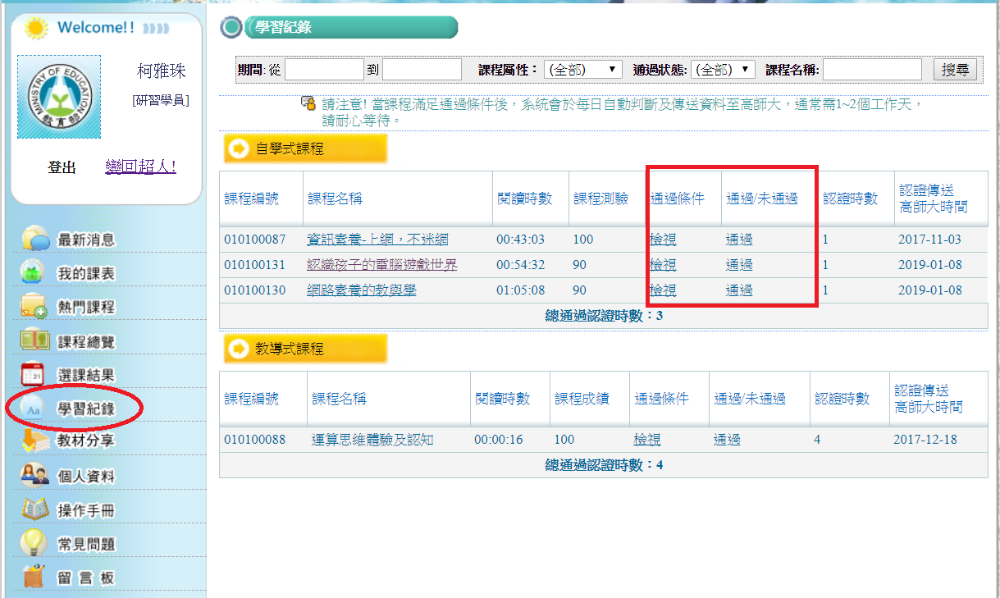 Welcome!!
MINISTRY OF EDUCATION
教育部
柯雅珠
[研習學員]
登出 變回超人!
最新消息
我的課表
熱門課程
課程總覽
選課結果
學習紀錄
教材分享
個人資料
操作手冊
常見問題
留言板
學習紀錄
期間: 從 到 課程屬性： (全部) 通過狀態: (全部) 課程名稱: 搜尋
請注意! 當課程滿足通過條件後，系統會於每日自動判斷及傳送資料至高師大，通常需1~2個工作天，
請耐心等待。
自學式課程
課程編號 課程名稱 閱讀時數 課程測驗 通過條件 通過/未通過 認證時數 認證傳送
高師大時間
010100087 資訊素養-上網，不迷網 00:43:03 100 檢視 通過 1 2017-11-03
010100131 認識孩子的電腦遊戲世界 00:54:32 90 檢視 通過 1 2019-01-08
010100130 網路素養的教與學 01:05:08 90 檢視 通過 1 2019-01-08
總通過認證時數：3
教導式課程
課程編號 課程名稱 閱讀時數 課程成績 通過條件 通過/未通過 認證時數 認證傳送
高師大時間
010100088 運算思維體驗及認知 00:00:16 100 檢視 通過 4 2017-12-18
總通過認證時數：4